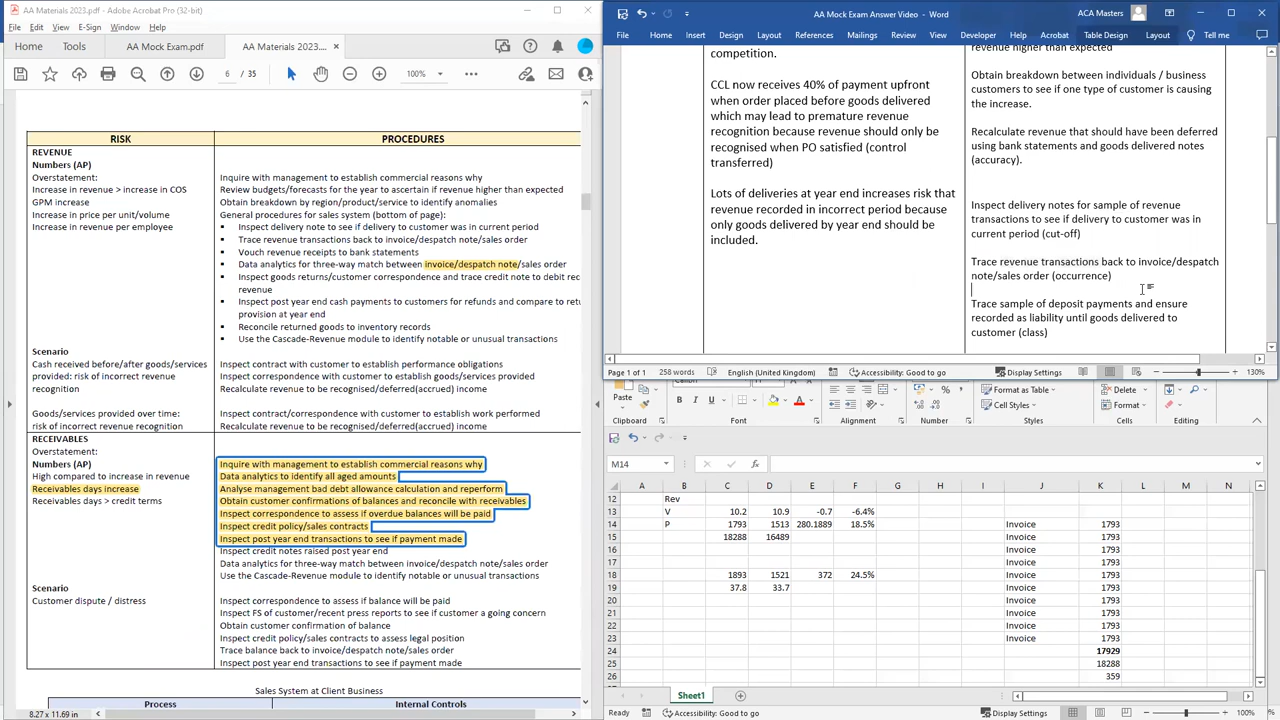 AA Materials 2023.pdf - Adobe Acrobat Pro (32-bit)
File Edit View E-Sign Window Help
Home Tools AA Mock Exam.pdf AA Materials 2023.... ×
6 / 35 100%
RISK PROCEDURES
REVENUE
Numbers (AP)
Overstatement: Inquire with management to establish commercial reasons why
Increase in revenue > increase in COS Review budgets/forecasts for the year to ascertain if revenue higher than expected
GPM increase Obtain breakdown by region/product/service to identify anomalies
Increase in price per unit/volume General procedures for sales system (bottom of page):
Increase in revenue per employee ▪ Inspect delivery note to see if delivery to customer was in current period
▪ Trace revenue transactions back to invoice/despatch note/sales order
▪ Vouch revenue receipts to bank statements
▪ Data analytics for three-way match between invoice/despatch note/sales order
▪ Inspect goods returns/customer correspondence and trace credit note to debit rec
revenue
▪ Inspect post year end cash payments to customers for refunds and compare to retu
provision at year end
▪ Reconcile returned goods to inventory records
▪ Use the Cascade-Revenue module to identify notable or unusual transactions
Scenario
Cash received before/after goods/services Inspect contract with customer to establish performance obligations
provided: risk of incorrect revenue Inspect correspondence with customer to establish goods/services provided
recognition Recalculate revenue to be recognised/deferred(accrued) income
Goods/services provided over time: Inspect contract/correspondence with customer to establish work performed
risk of incorrect revenue recognition Recalculate revenue to be recognised/deferred(accrued) income
RECEIVABLES
Overstatement:
Numbers (AP) Inquire with management to establish commercial reasons why
High compared to increase in revenue Data analytics to identify all aged amounts
Receivables days increase Analyse management bad debt allowance calculation and reperform
Receivables days > credit terms Obtain customer confirmations of balances and reconcile with receivables
Inspect correspondence to assess if overdue balances will be paid
Inspect credit policy/sales contracts
Inspect post year end transactions to see if payment made
Inspect credit notes raised post year end
Data analytics for three-way match between invoice/despatch note/sales order
Use the Cascade-Revenue module to identify notable or unusual transactions
Scenario
Customer dispute / distress Inspect correspondence to assess if balance will be paid
Inspect FS of customer/recent press reports to see if customer a going concern
Obtain customer confirmation of balance
Inspect credit policy/sales contracts to assess legal position
Trace balance back to invoice/despatch note/sales order
Inspect post year end transactions to see if payment made
Sales System at Client Business
Process Internal Controls
8.27 x 11.69 in
AA Mock Exam Answer Video - Word ACA Masters
File Home Insert Design Layout References Mailings Review View Developer Help Acrobat Table Design Layout Tell me
competition.
CCL now receives 40% of payment upfront
when order placed before goods delivered
which may lead to premature revenue
recognition because revenue should only be
recognised when PO satisfied (control
transferred)
Lots of deliveries at year end increases risk that
revenue recorded in incorrect period because
only goods delivered by year end should be
included.
revenue higher than expected
Obtain breakdown between individuals / business
customers to see if one type of customer is causing
the increase.
Recalculate revenue that should have been deferred
using bank statements and goods delivered notes
(accuracy).
Inspect delivery notes for sample of revenue
transactions to see if delivery to customer was in
current period (cut-off)
Trace revenue transactions back to invoice/despatch
note/sales order (occurrence)
Trace sample of deposit payments and ensure
recorded as liability until goods delivered to
customer (class)
Page 1 of 1 258 words English (United Kingdom) Accessibility: Good to go Display Settings 130%
Calibri 11
Paste B I U A
Clipboard Font Alignment Number
Format as Table
Cell Styles
Styles
Delete
Format
Cells Editing
M14 fx
A B C D E F G H I J K L M N
12 Rev
13 V 10.2 10.9 -0.7 -6.4%
14 P 1793 1513 280.1889 18.5% Invoice 1793
15 18288 16489 Invoice 1793
16 Invoice 1793
17 Invoice 1793
18 1893 1521 372 24.5% Invoice 1793
19 37.8 33.7 Invoice 1793
20 Invoice 1793
21 Invoice 1793
22 Invoice 1793
23 Invoice 1793
24 17929
25 18288
26 359
Sheet1
Ready Accessibility: Good to go Display Settings 100%